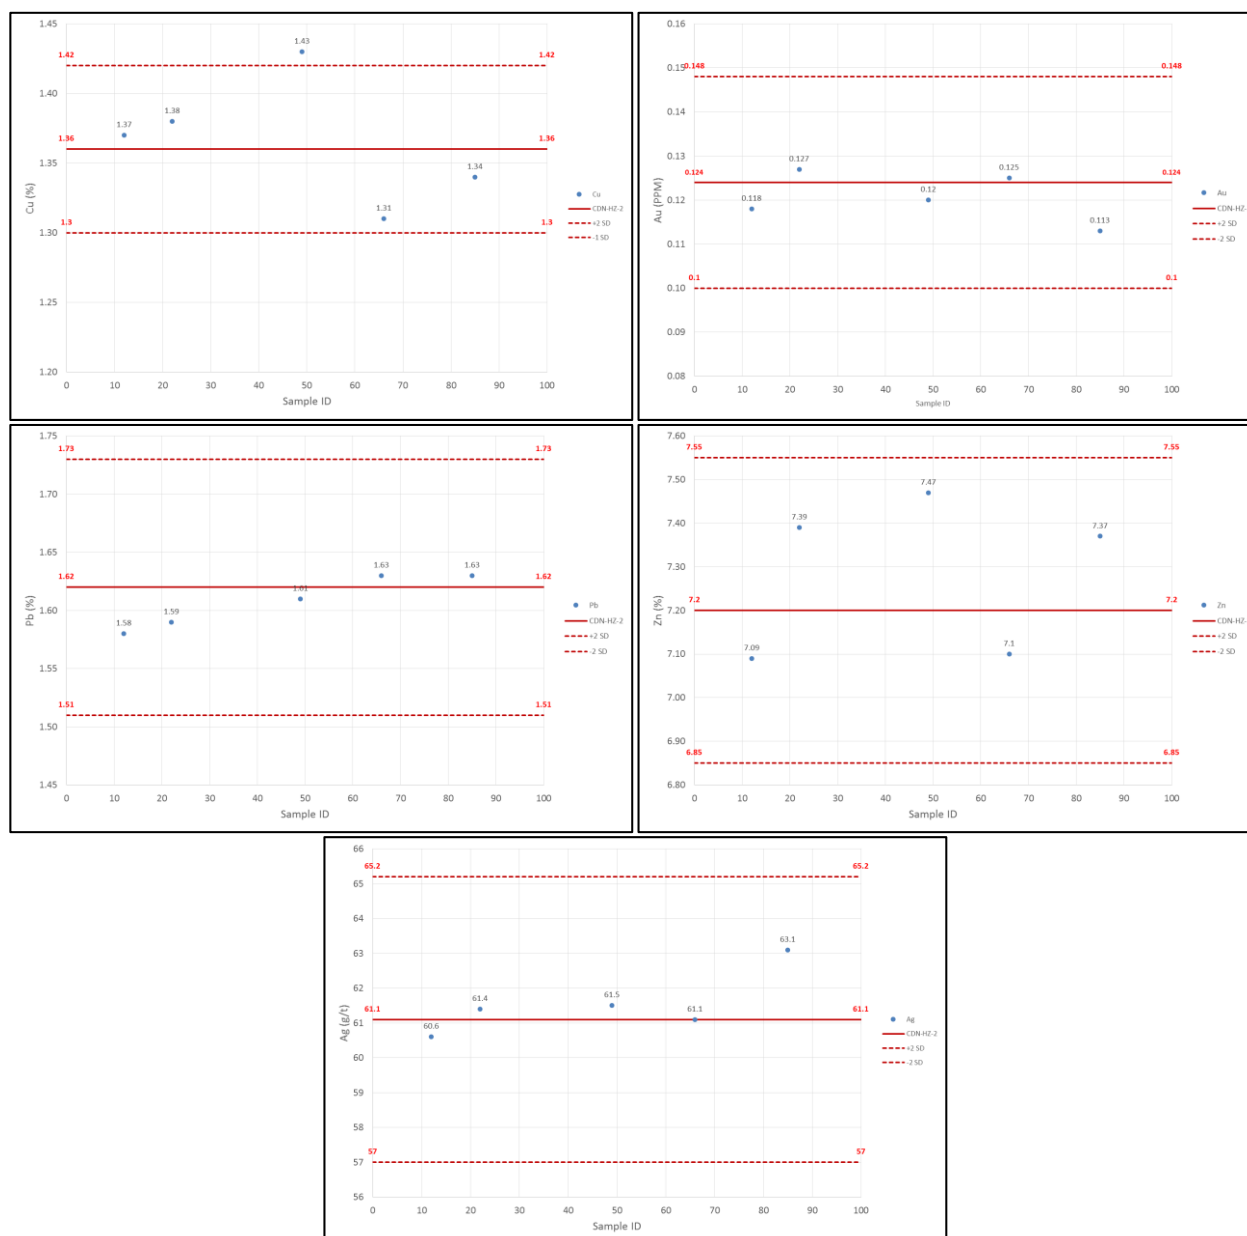 1.45
1.42 1.42
1.43
1.40
1.38
1.37
1.36 1.36
1.35
1.34
1.31
1.30
1.3 1.3
1.25
1.20
0 10 20 30 40 50 60 70 80 90 100
Cu (%)
Sample ID
Cu
CDN-HZ-2
+2 SD
-1 SD
0.16
0.15
0.148 0.148
0.14
0.13
0.127
0.125
0.124 0.124
0.12
0.12
0.118
0.113
0.11
0.10
0.1 0.1
0.09
0.08
0 10 20 30 40 50 60 70 80 90 100
Au (PPM)
Sample ID
Au
CDN-HZ-
+2 SD
-2 SD
1.75
1.73 1.73
1.70
1.65
1.63 1.63
1.62 1.62
1.61
1.60
1.59
1.58
1.55
1.51 1.51
1.50
1.45
0 10 20 30 40 50 60 70 80 90 100
Pb (%)
Sample ID
Pb
CDN-HZ-2
+2 SD
-2 SD
7.60
7.55 7.55
7.50
7.47
7.40
7.39
7.37
7.30
7.20
7.2 7.2
7.10
7.09
7.1
7.00
6.90
6.85 6.85
6.80
0 10 20 30 40 50 60 70 80 90 100
Zn (%)
Sample ID
Zn
CDN-HZ-2
+2 SD
-2 SD
66
65.2 65.2
65
64
63.1
63
62
61.5
61.4
61.1 61.1 61.1
61
60.6
60
59
58
57
57 57
56
0 10 20 30 40 50 60 70 80 90 100
Ag (g/t)
Sample ID
Ag
CDN-HZ-2
+2 SD
-2 SD